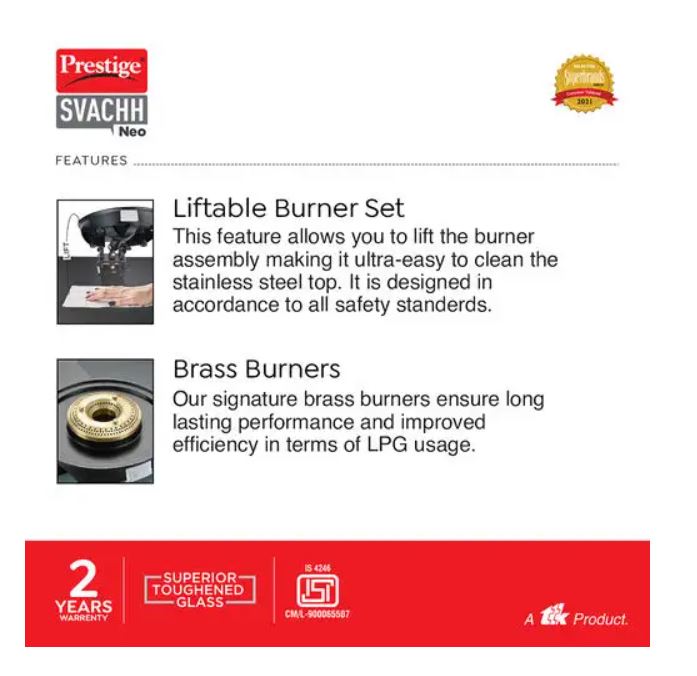 Prestige
SVACHH
Neo
Superbrands
2021
FEATURES
LIFT
Liftable Burner Set
This feature allows you to lift the burner
assembly making it ultra-easy to clean the
stainless steel top. It is designed in
accordance to all safety standerds.
Brass Burners
Our signature brass burners ensure long
lasting performance and improved
efficiency in terms of LPG usage.
2
YEARS
WARRANTY
SUPERIOR
TOUGHENED
GLASS
IS 4246
ISI
CM/L-900065587
A ttk Product.